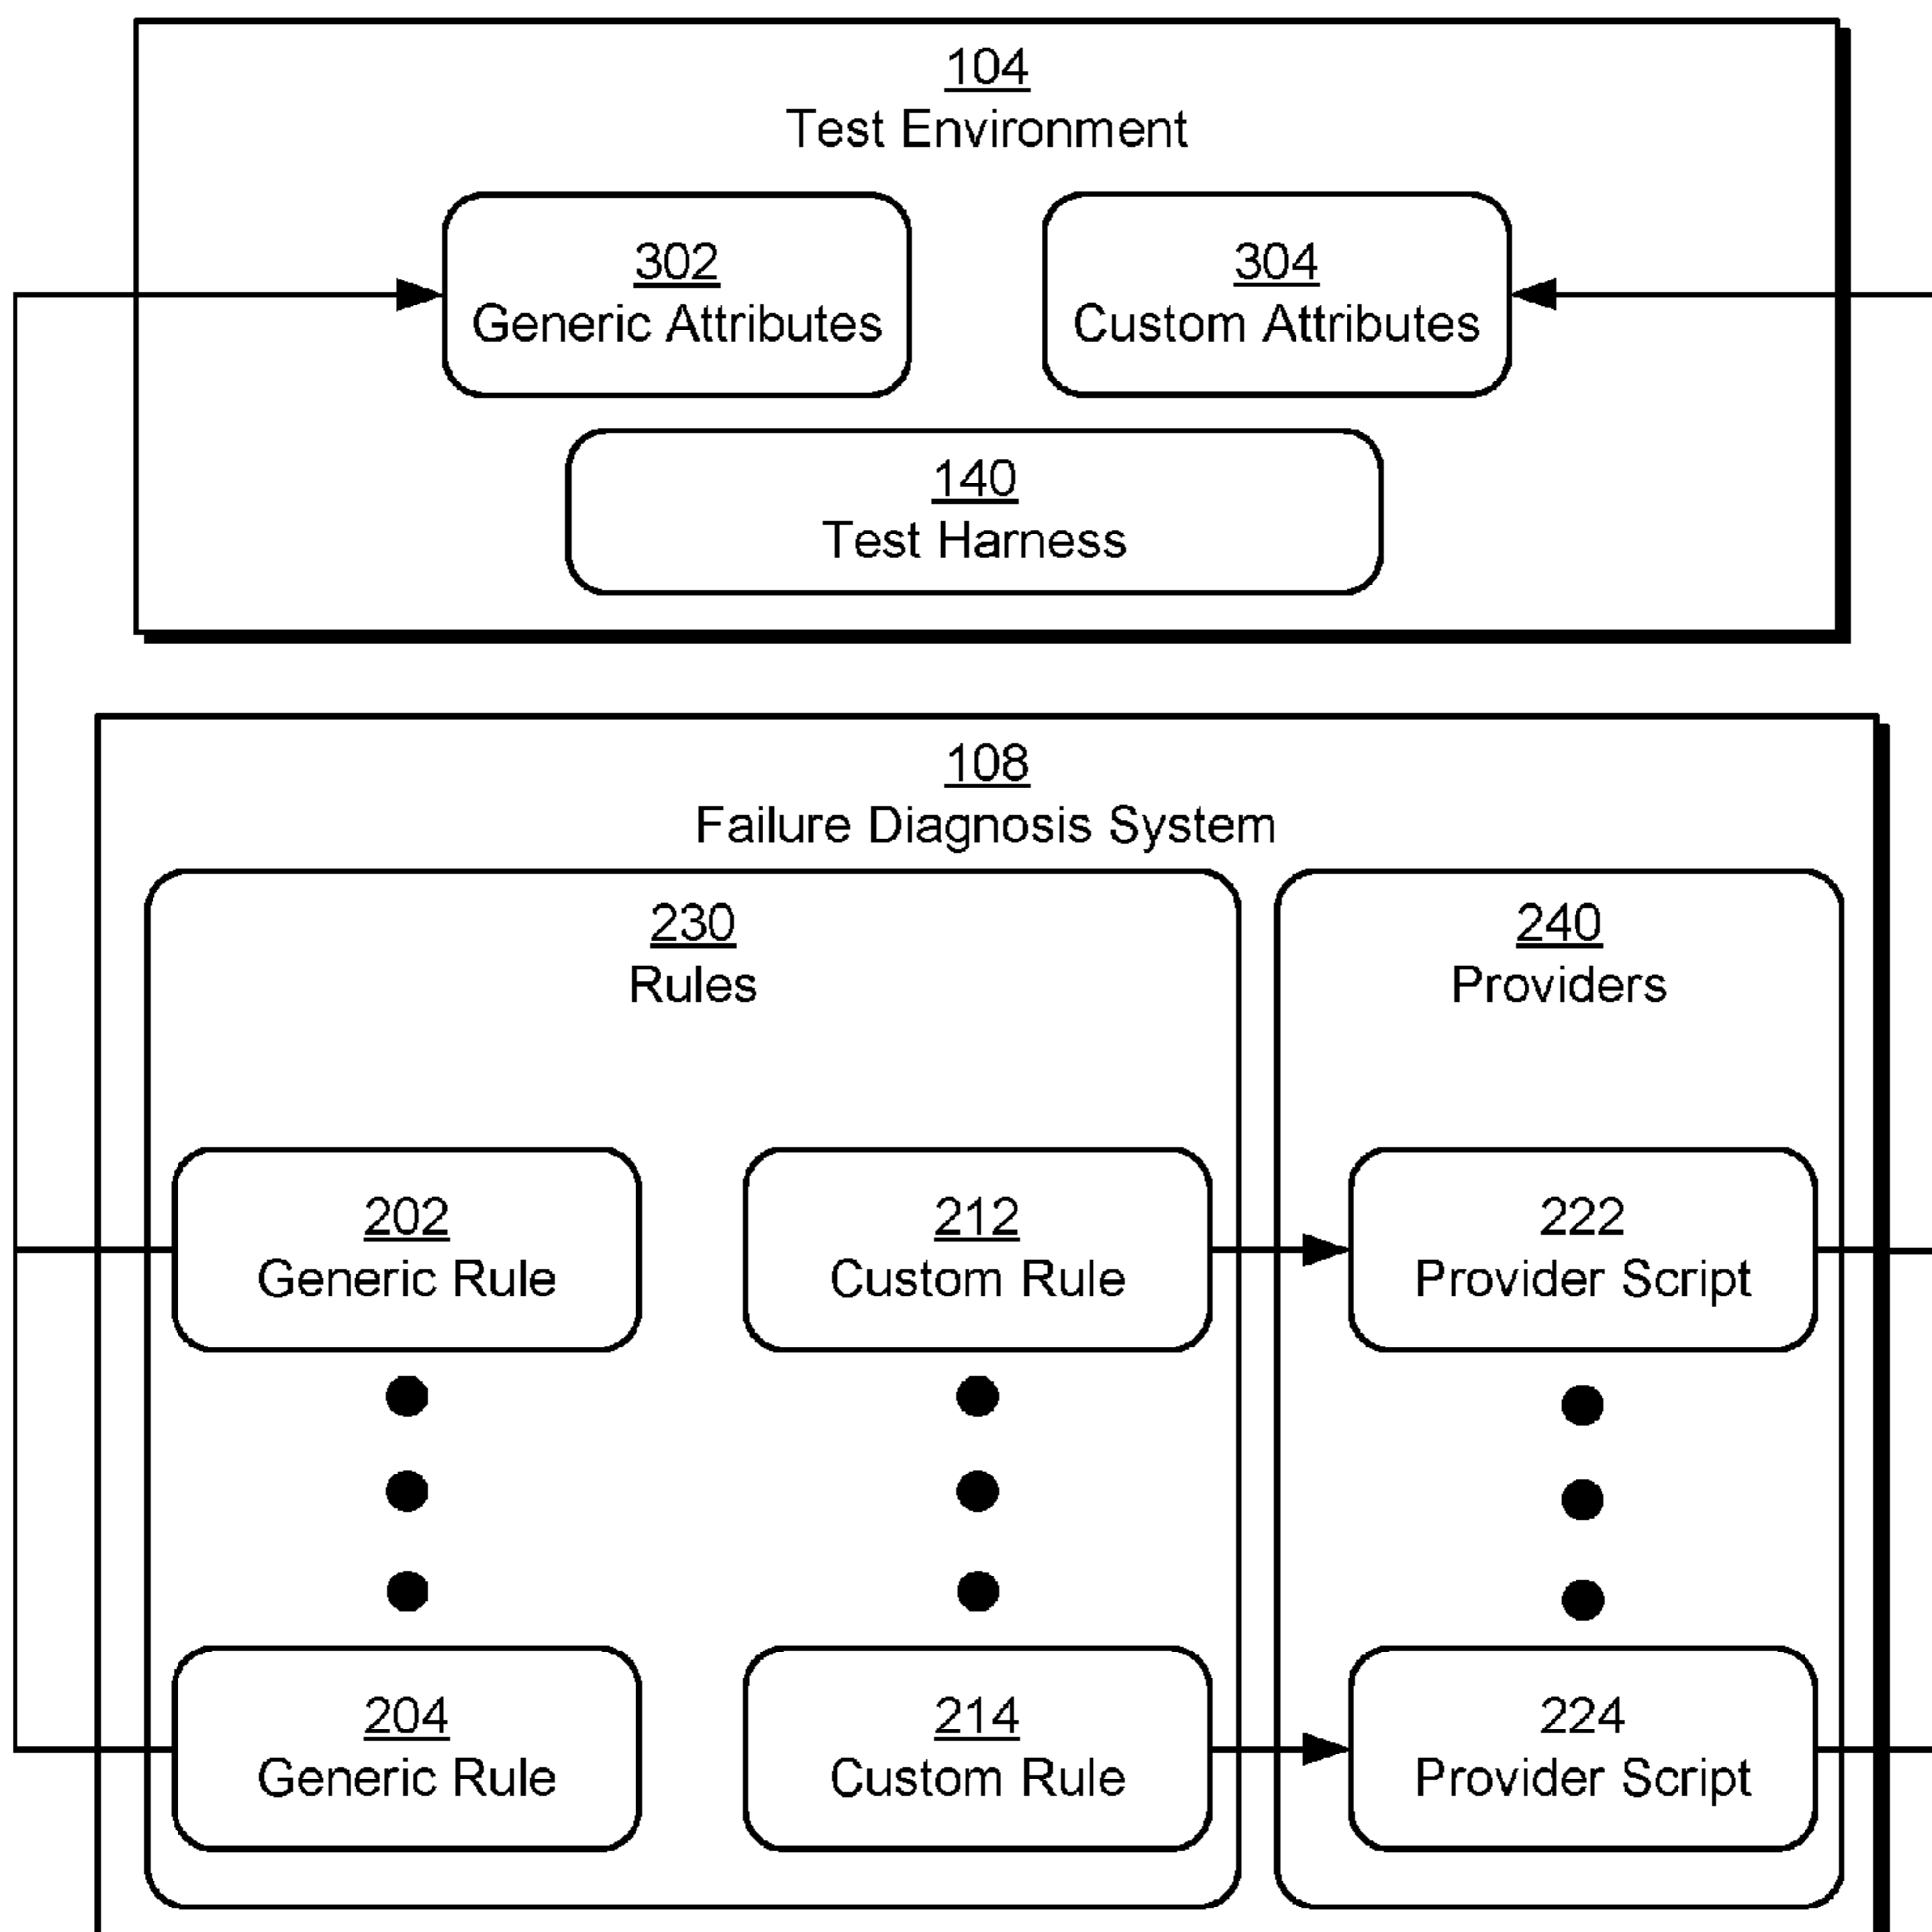 104
Test Environment
302
Generic Attributes
304
Custom Attributes
140
Test Harness
108
Failure Diagnosis System
230
Rules
240
Providers
202
Generic Rule
212
Custom Rule
222
Provider Script
204
Generic Rule
214
Custom Rule
224
Provider Script